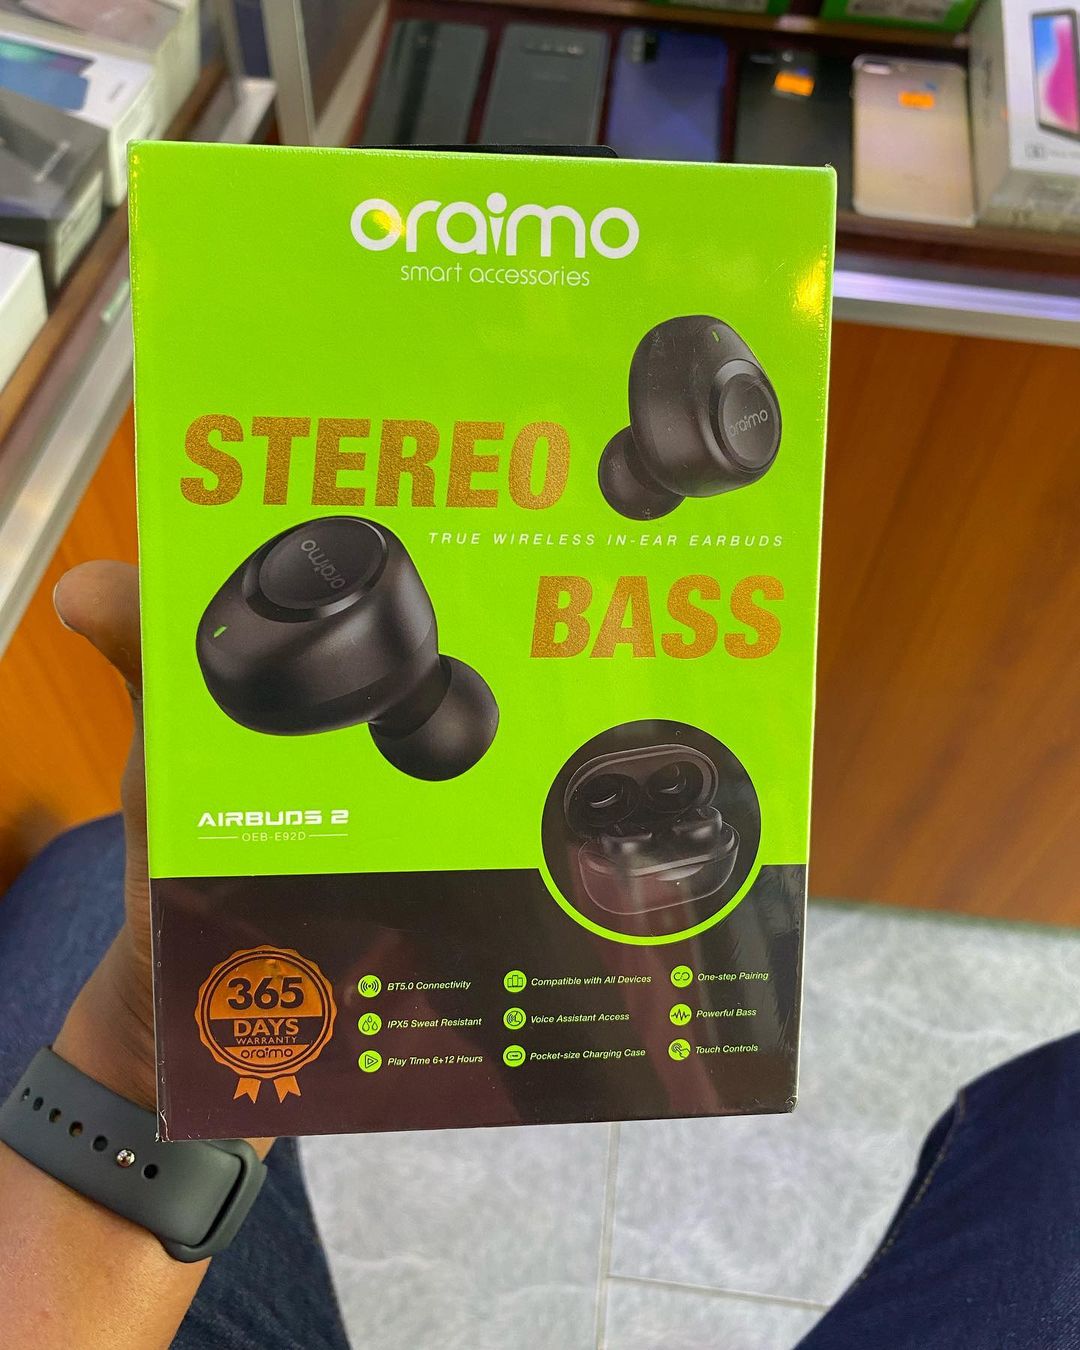 oraimo
smart accessories
oraimo
STEREO
TRUE WIRELESS IN-EAR EARBUDS
oraimo
BASS
AIRBUDS 2
OEB-E92D
365
DAYS
WARRANTY
oraimo
BT5.0 Connectivity
Compatible with All Devices
One-step Pairing
IPX5 Sweat Resistant
Voice Assistant Access
Powerful Bass
Play Time 6+12 Hours
Pocket-size Charging Case
Touch Controls